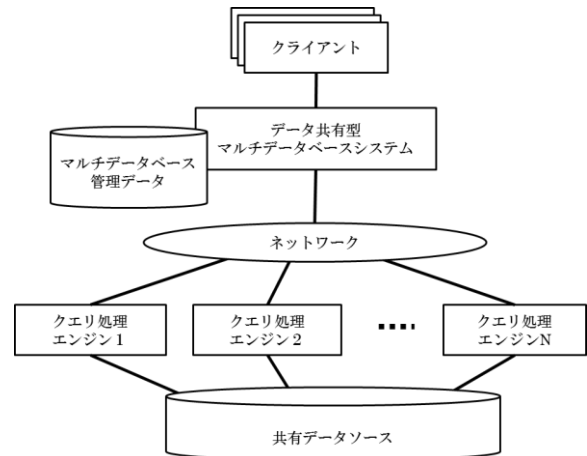 クライアント
データ共有型
マルチデータベースシステム
マルチデータベース
管理データ
ネットワーク
クエリ処理
エンジン1
クエリ処理
エンジン2
クエリ処理
エンジンN
共有データソース